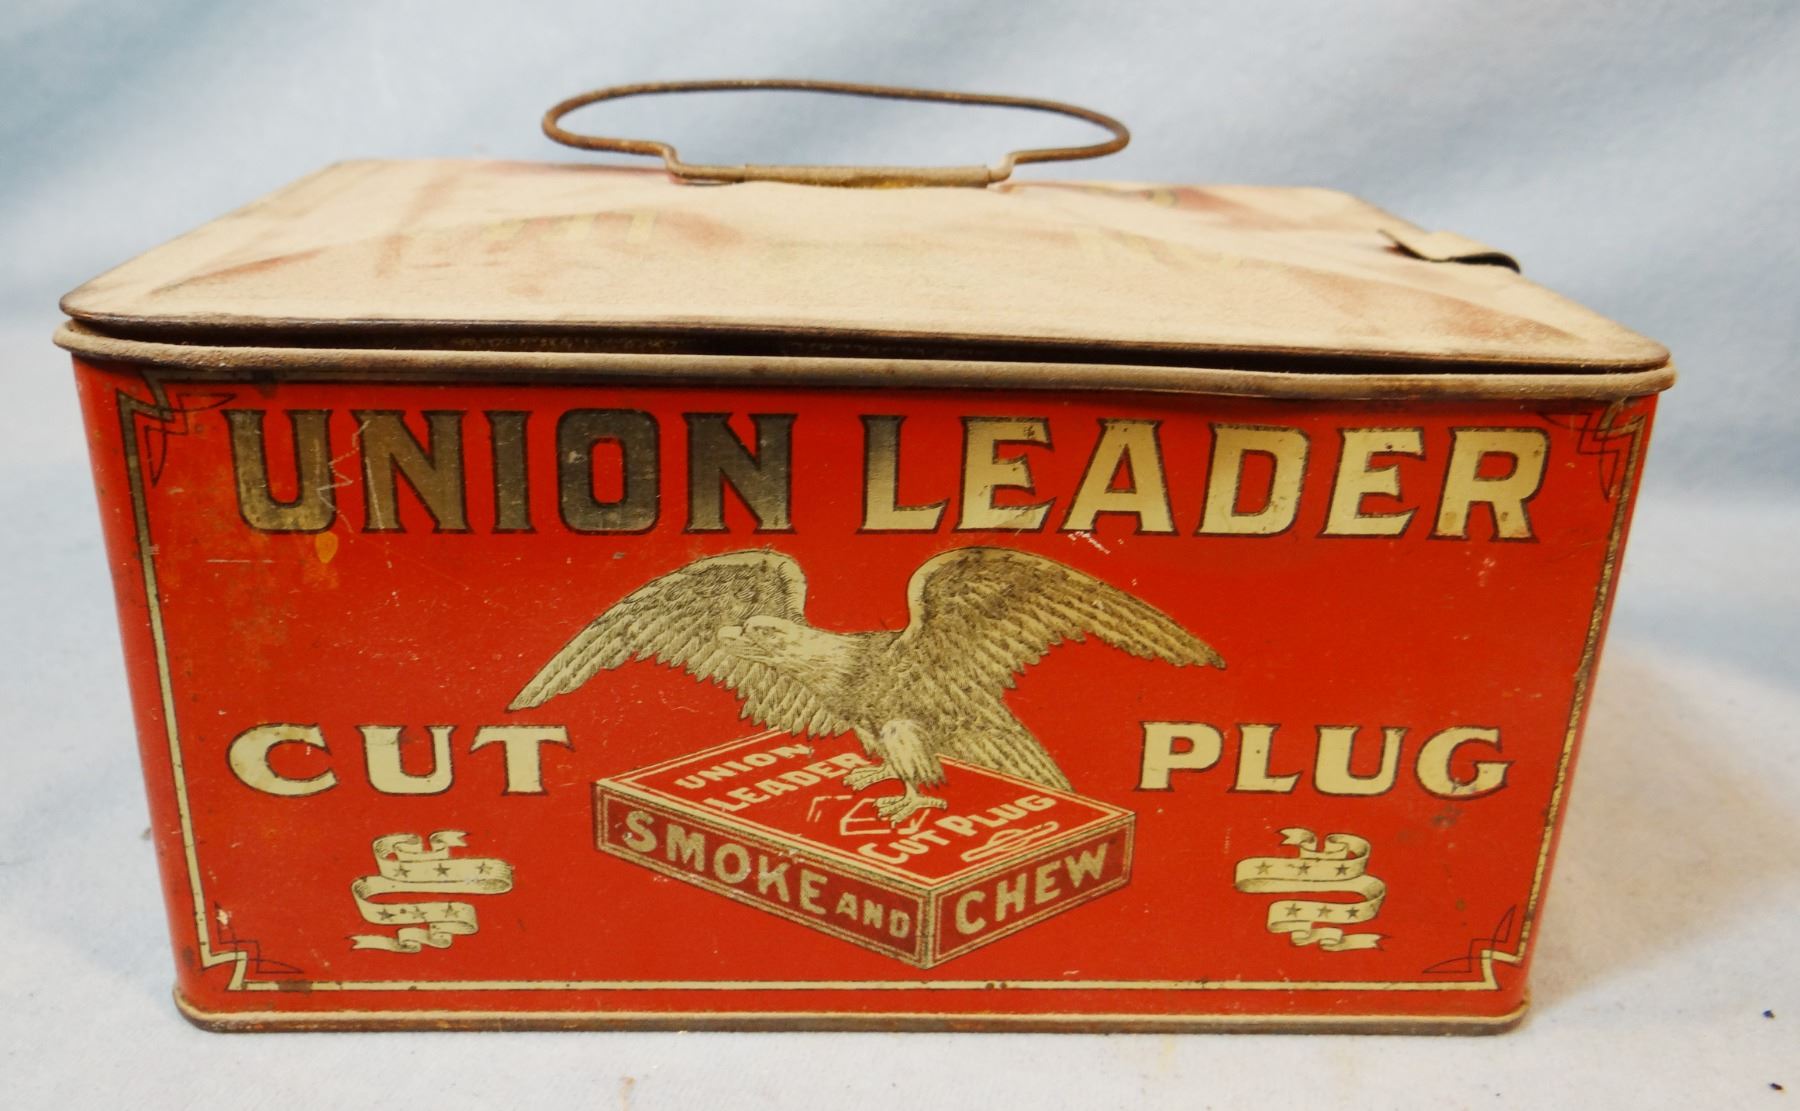 UNION LEADER
CUT PLUG
UNION
LEADER
CUT PLUG
SMOKE AND CHEW